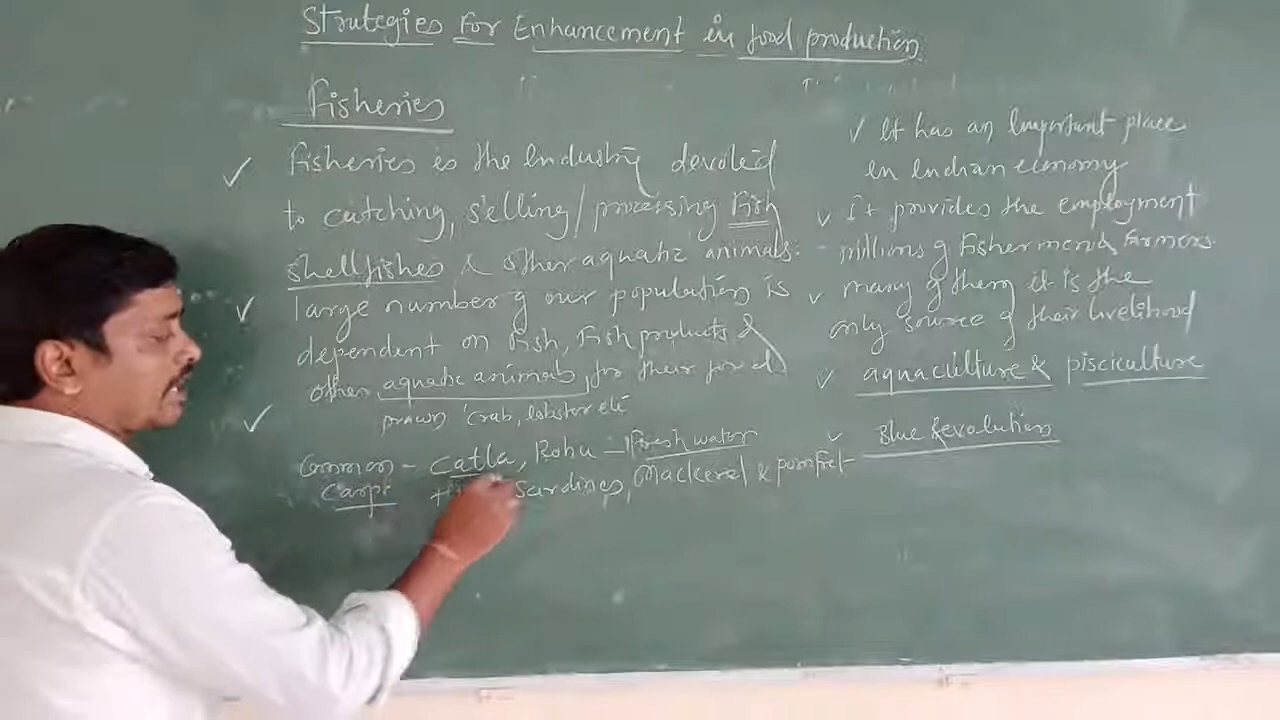 Strategies for Enhancement in food production
Fisheries
Fisheries is the Industry devoted
to catching, selling/processing Fish
shellfishes & other aquatic animals.
large number of our population is
dependent on Fish, Fish products &
other aquatic animals, for their food
prawn crab, lobster etc
Common - Catla, Rohu - Fresh water
Carp Sardines, Mackerel & pomfret
It has an Important place
in Indian economy
It provides the employment
millions of Fishermen & Farmers.
many of them it is the
only source of their livelihood
aquaculture & pisciculture
Blue Revolution